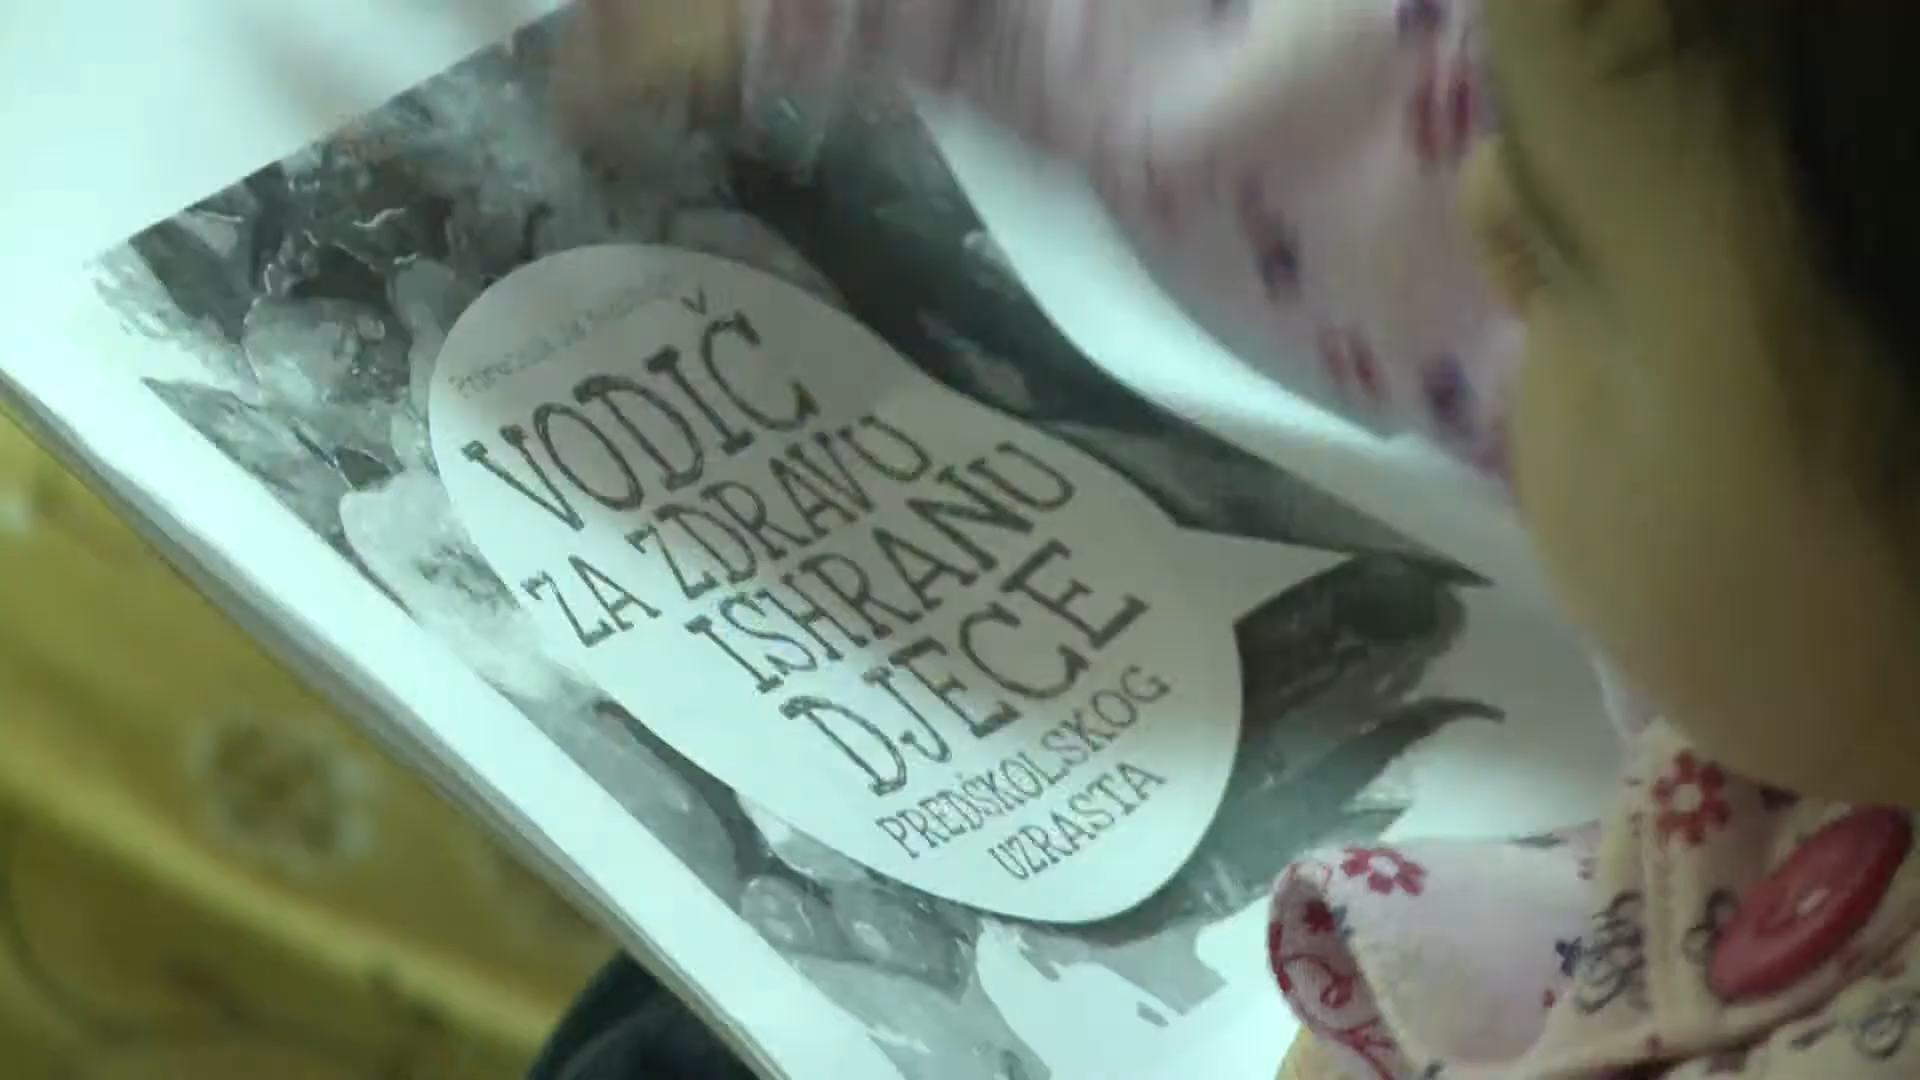 VODIČ
ZA ZDRAVU
ISHRANU
DJECE
PREDŠKOLSKOG
UZRASTA